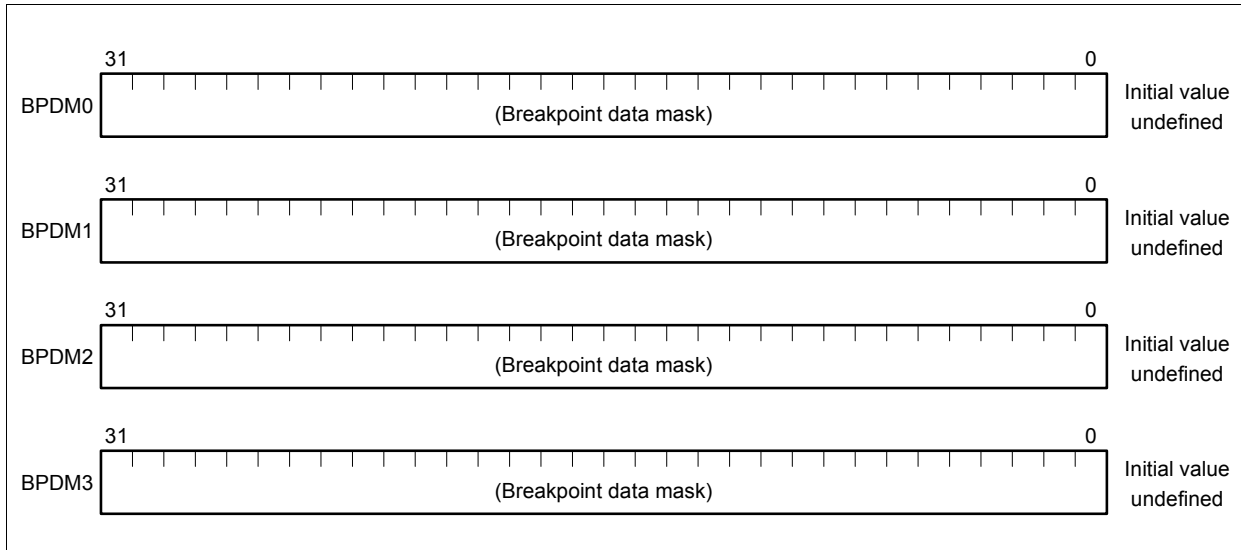 31 0
BPDM0 (Breakpoint data mask) Initial value
undefined
31 0
BPDM1 (Breakpoint data mask) Initial value
undefined
31 0
BPDM2 (Breakpoint data mask) Initial value
undefined
31 0
BPDM3 (Breakpoint data mask) Initial value
undefined